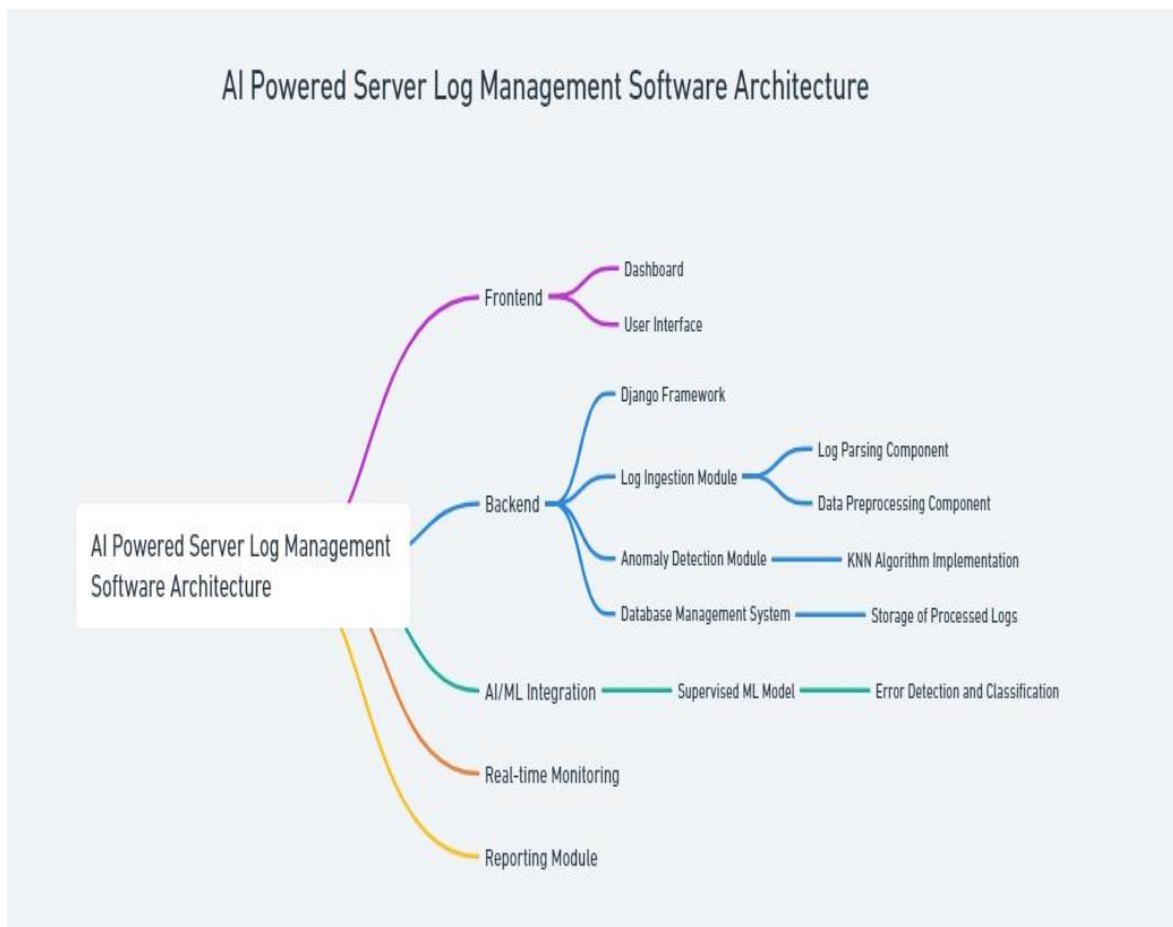 AI Powered Server Log Management Software Architecture
Dashboard
Frontend
User Interface
Django Framework
Log Parsing Component
Log Ingestion Module
Data Preprocessing Component
Backend
AI Powered Server Log Management
Software Architecture
Anomaly Detection Module
KNN Algorithm Implementation
Database Management System
Storage of Processed Logs
AI/ML Integration
Supervised ML Model
Error Detection and Classification
Real-time Monitoring
Reporting Module